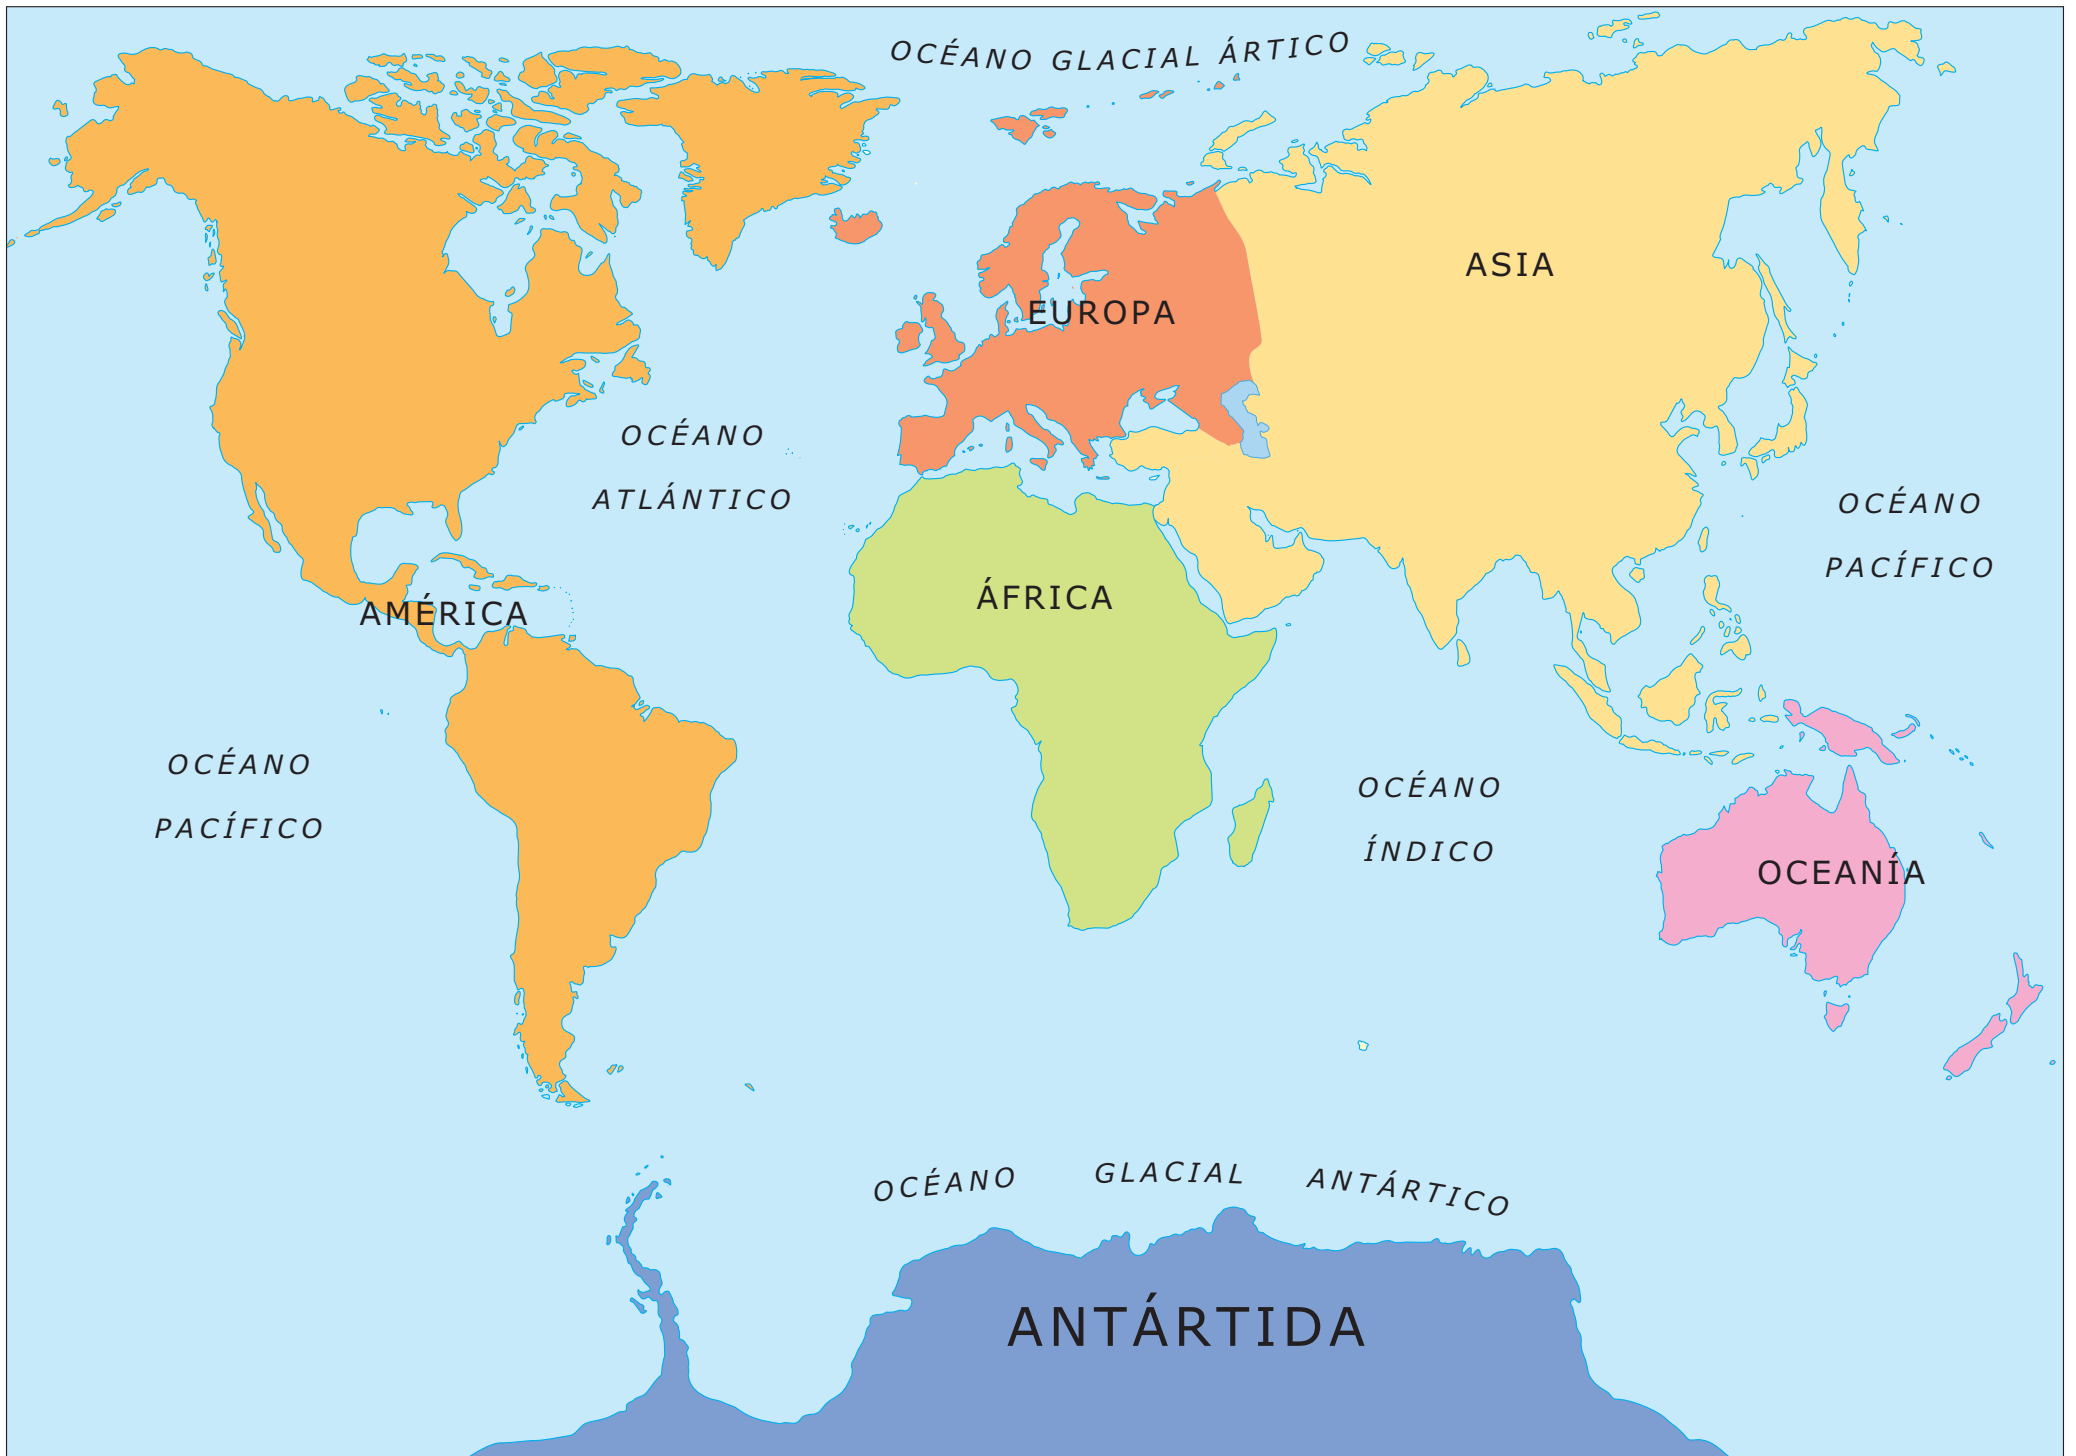 OCÉANO GLACIAL ÁRTICO
ASIA
EUROPA
OCÉANO
ATLÁNTICO
OCÉANO
PACÍFICO
ÁFRICA
AMÉRICA
OCÉANO
PACÍFICO
OCÉANO
ÍNDICO
OCEANÍA
OCÉANO GLACIAL ANTÁRTICO
ANTÁRTIDA